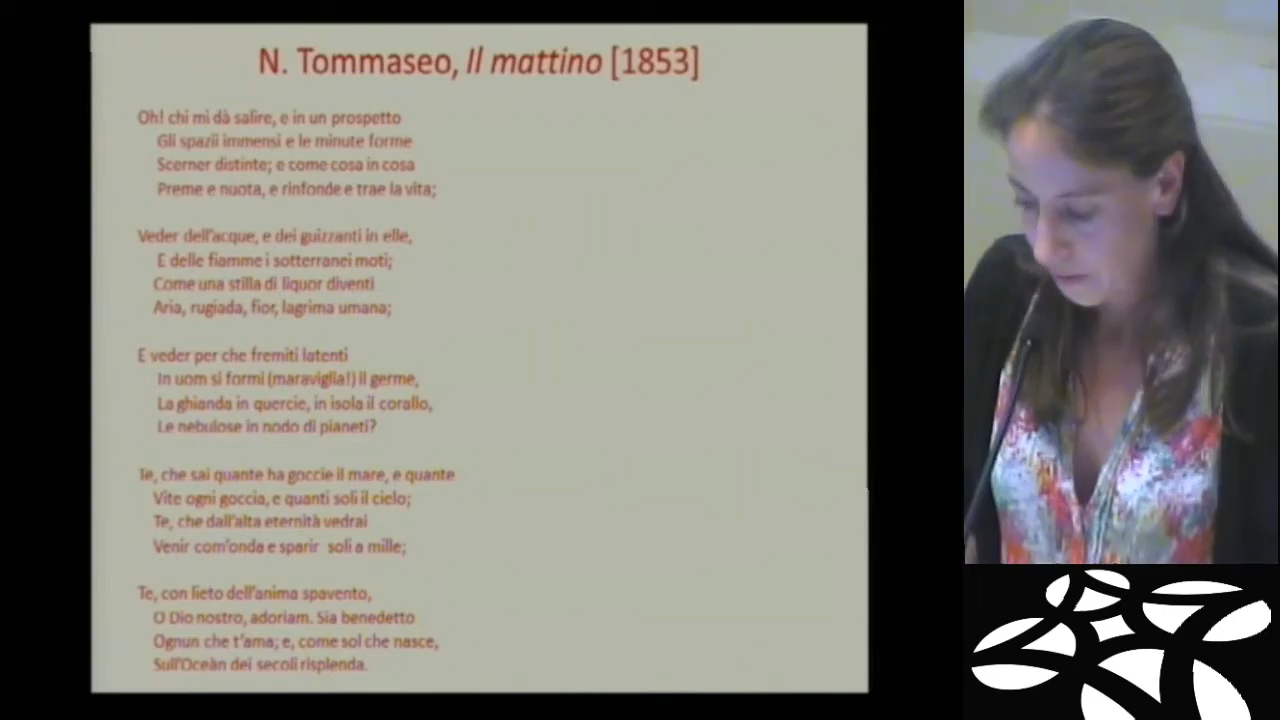 N. Tommaseo, Il mattino [1853]
Oh! chi mi dà salire, e in un prospetto
Gli spazii immensi e le minute forme
Scerner distinte; e come cosa in cosa
Preme e nuota, e rinfonde e trae la vita;
Veder dell'acque, e dei guizzanti in elle,
E delle fiamme i sotterranei moti;
Come una stilla di liquor diventi
Aria, rugiada, fior, lagrima umana;
E veder per che fremiti latenti
In uom si formi (maraviglia!) il germe,
La ghianda in quercie, in isola il corallo,
Le nebulose in nodo di pianeti?
Te, che sai quante ha goccie il mare, e quante
Vite ogni goccia, e quanti soli il cielo;
Te, che dall'alta eternità vedrai
Venir com'onda e sparir soli a mille;
Te, con lieto dell'anima spavento,
O Dio nostro, adoriam. Sia benedetto
Ognun che t'ama; e, come sol che nasce,
Sull'Oceàn dei secoli risplenda.